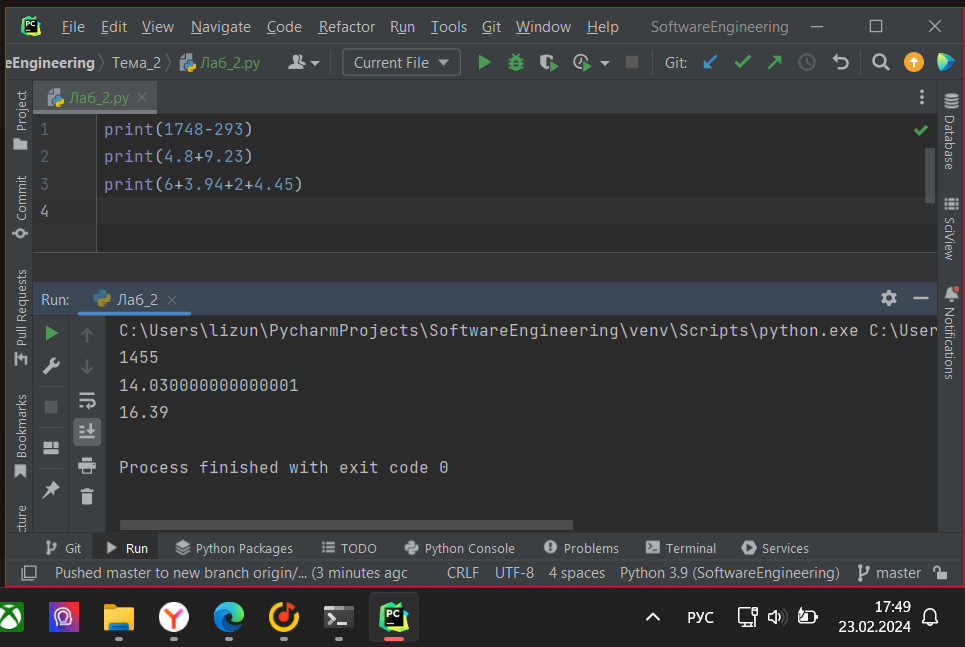 PC
File Edit View Navigate Code Refactor Run Tools Git Window Help SoftwareEngineering
eEngineering Тема_2 Лаб_2.py Current File Git:
Project
Лаб_2.py
1 print(1748-293)
2 print(4.8+9.23)
3 print(6+3.94+2+4.45)
4
Commit
Pull Requests
Bookmarks
cture
Database
SciView
Notifications
Run: Лаб_2
C:\Users\lizun\PycharmProjects\SoftwareEngineering\venv\Scripts\python.exe C:\User
1455
14.030000000000001
16.39
Process finished with exit code 0
Git Run Python Packages TODO Python Console Problems Terminal Services
Pushed master to new branch origin/... (3 minutes agc CRLF UTF-8 4 spaces Python 3.9 (SoftwareEngineering) master
PC
РУС
17:49
23.02.2024